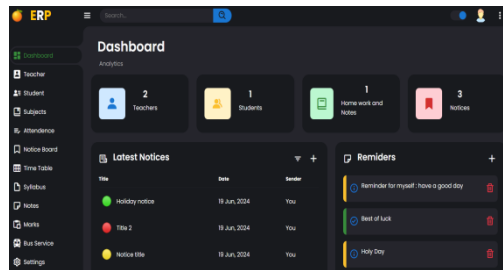 ERP
Search..
Dashboard
Analytics
Dashboard
Teacher
Student
Subjects
Attendence
Notice Board
Time Table
Syllabus
Notes
Marks
Bus Service
Settings
2
Teachers
1
Students
1
Home work and
Notes
3
Notices
Latest Notices
Title Date Sender
Holiday notice 19 Jun, 2024 You
Title 2 19 Jun, 2024 You
Notice title 19 Jun, 2024 You
Remiders
Reminder for myself : have a good day
Best of luck
Holy Day